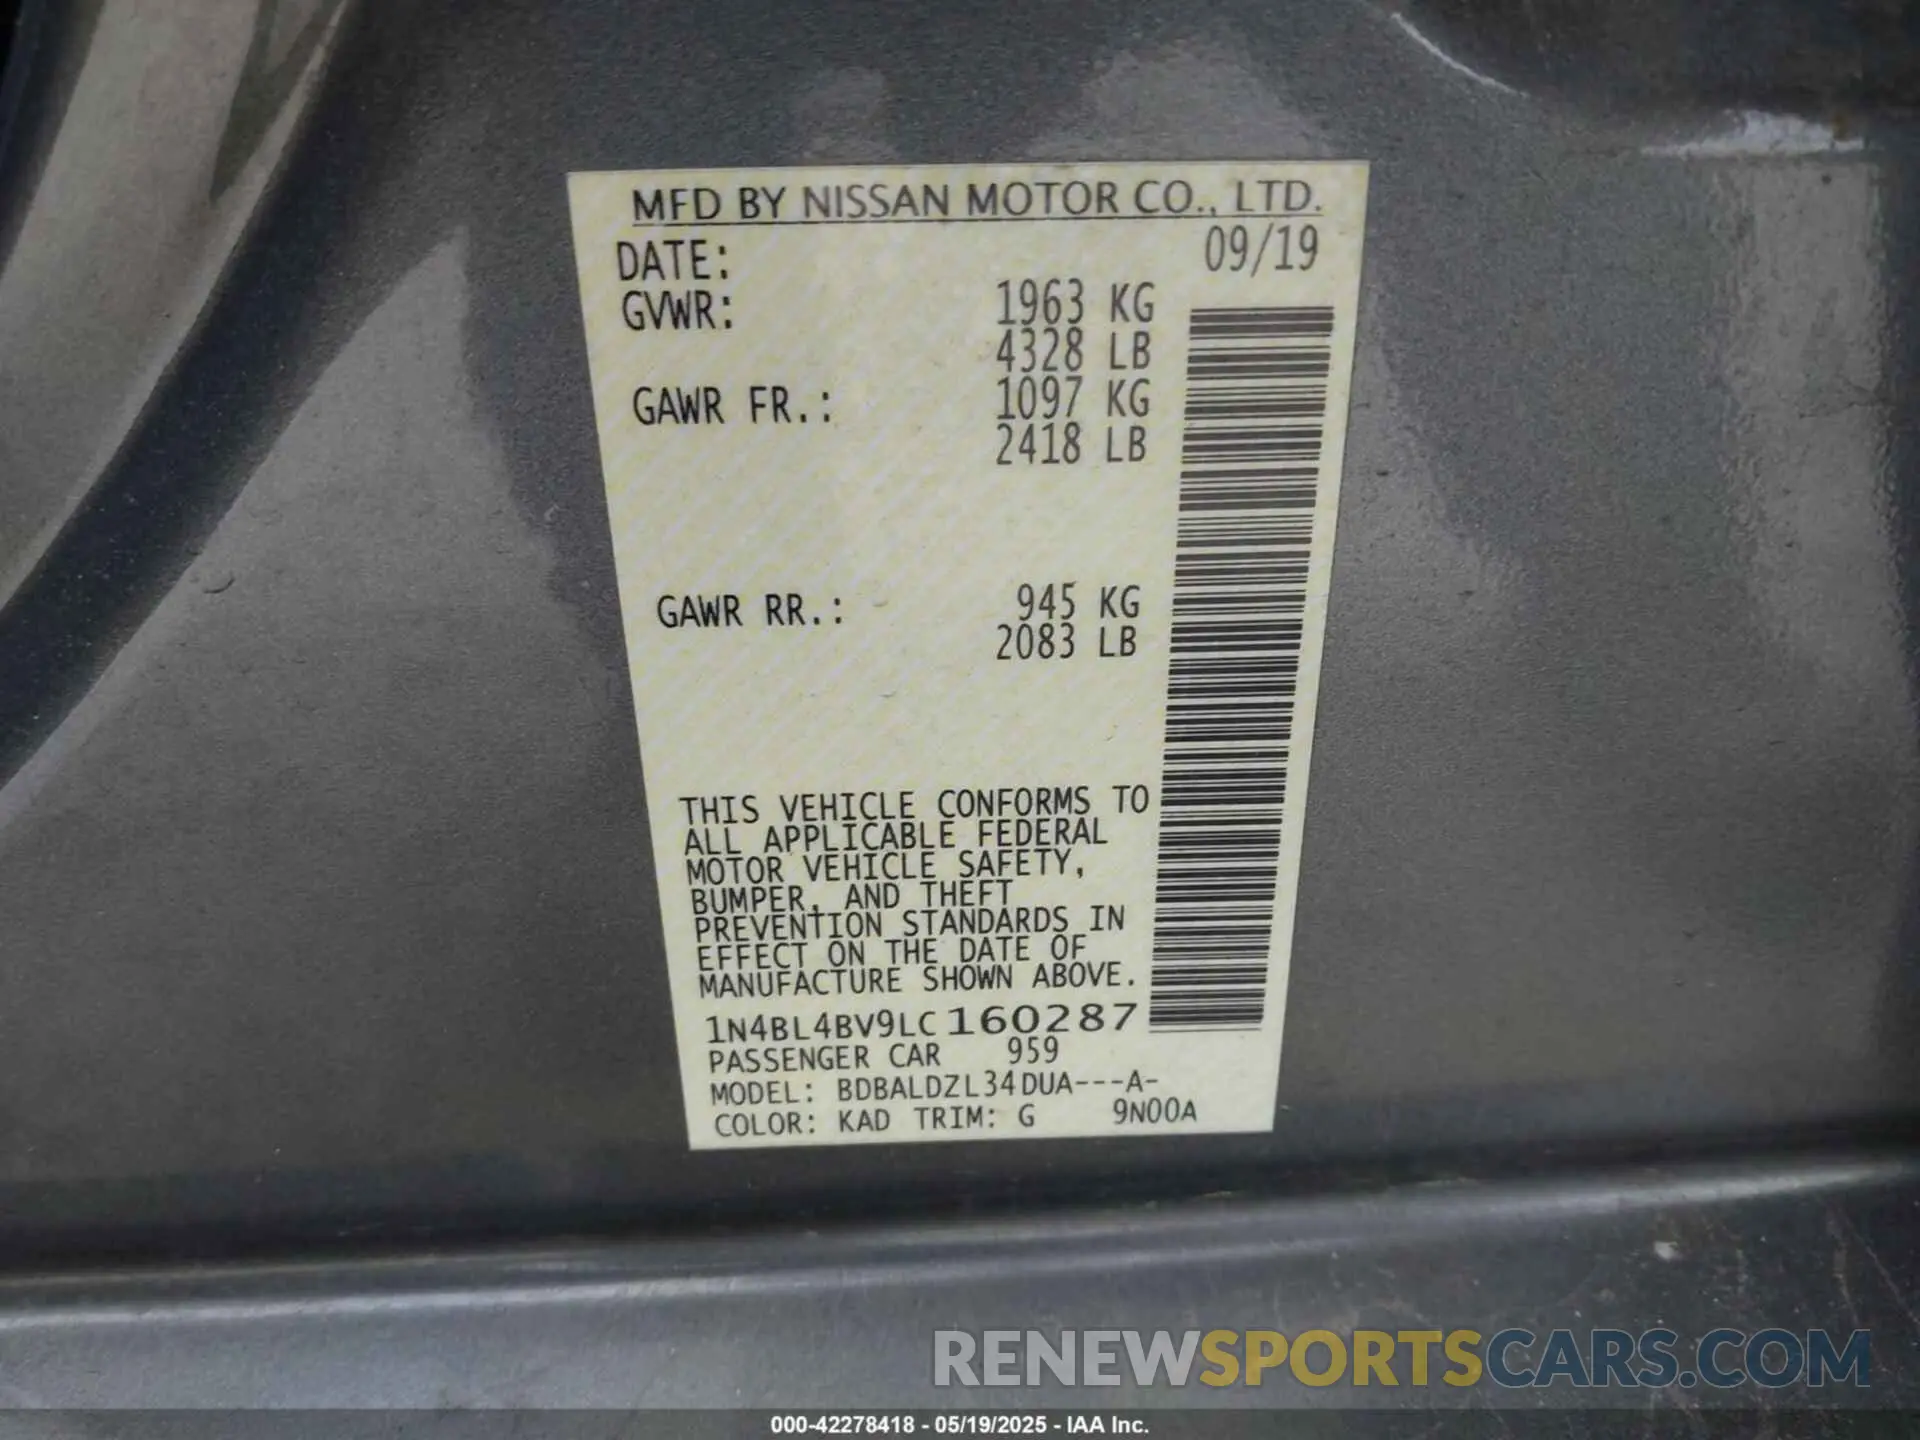 MFD BY NISSAN MOTOR CO., LTD.
DATE: 09/19
GVWR: 1963 KG
4328 LB
GAWR FR.: 1097 KG
2418 LB
GAWR RR.: 945 KG
2083 LB
THIS VEHICLE CONFORMS TO
ALL APPLICABLE FEDERAL
MOTOR VEHICLE SAFETY,
BUMPER, AND THEFT
PREVENTION STANDARDS IN
EFFECT ON THE DATE OF
MANUFACTURE SHOWN ABOVE.
1N4BL4BV9LC160287
PASSENGER CAR 959
MODEL: BDBALDZL34DUA---A-
COLOR: KAD TRIM: G 9N00A
RENEWSPORTSCARS.COM
000-42278418 - 05/19/2025 - IAA Inc.